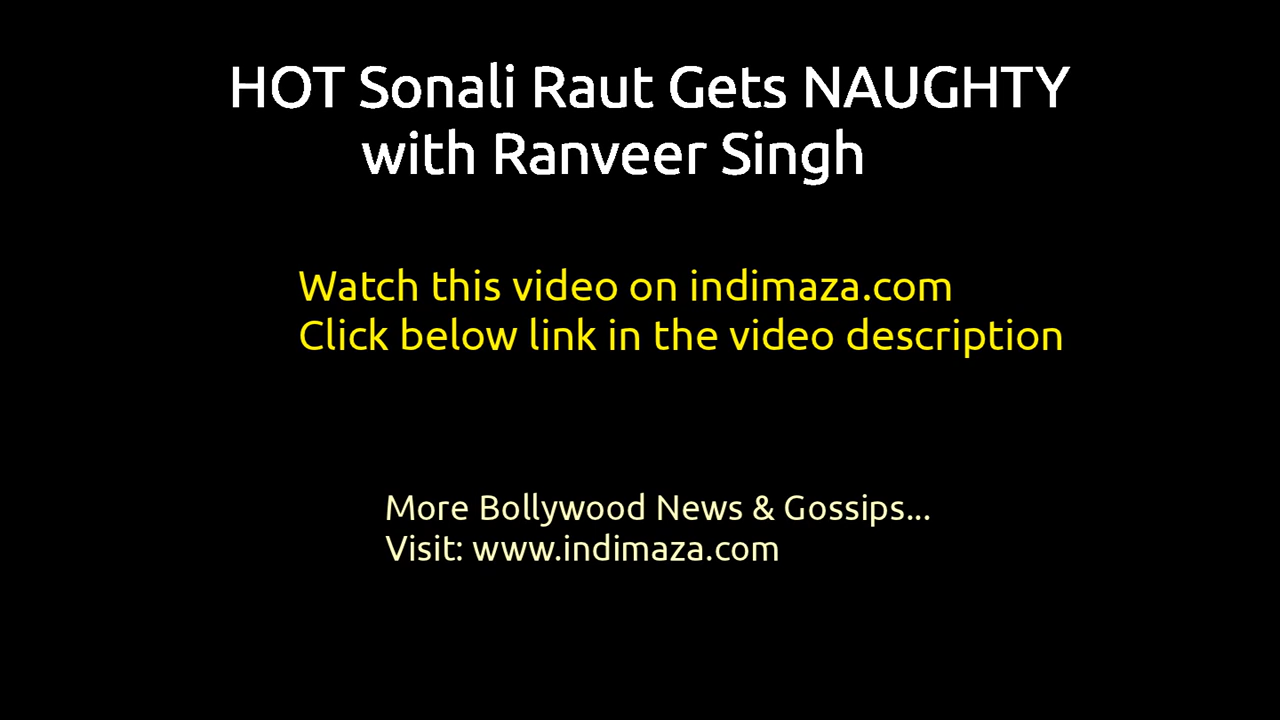 HOT Sonali Raut Gets NAUGHTY
with Ranveer Singh
Watch this video on indimaza.com
Click below link in the video description
More Bollywood News & Gossips...
Visit: www.indimaza.com